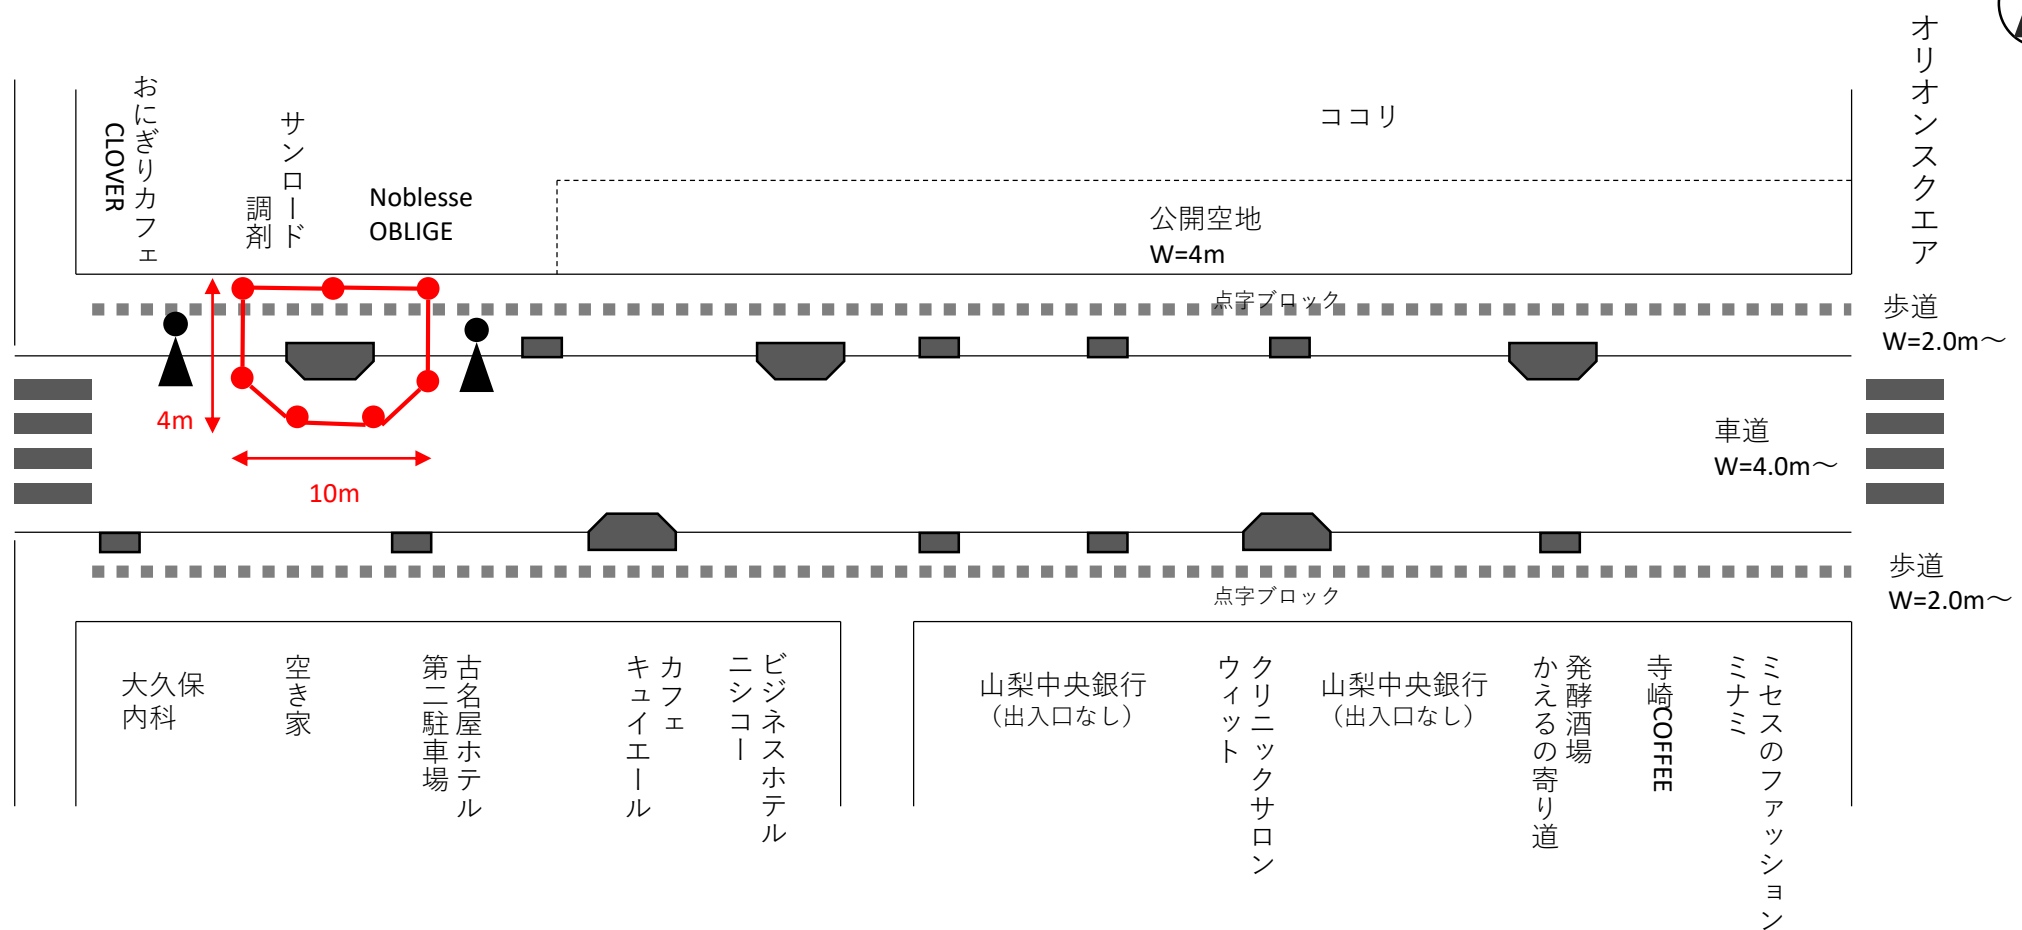 オリオンスクエア
おにぎりカフェ
CLOVER
サンロード
調剤
Noblesse
OBLIGE
ココリ
公開空地
W=4m
点字ブロック
歩道
W=2.0m～
4m
10m
車道
W=4.0m～
点字ブロック
歩道
W=2.0m～
大久保
内科
空き家
古名屋ホテル
第二駐車場
カフェ
キュイエール
ビジネスホテル
ニシコー
山梨中央銀行
（出入口なし）
クリニックサロン
ウィット
山梨中央銀行
（出入口なし）
発酵酒場
かえるの寄り道
寺崎COFFEE
ミセスのファッション
ミナミ